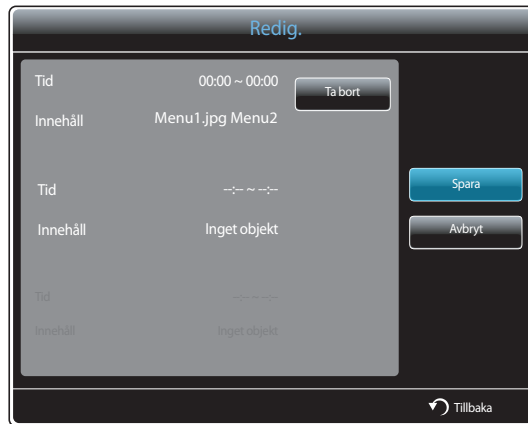 Redig.
Tid 00:00 ~ 00:00
Ta bort
Innehåll Menu1.jpg Menu2
Tid --:-- ~ --:--
Spara
Innehåll Inget objekt
Avbryt
Tid --:-- ~ --:--
Innehåll Inget objekt
Tillbaka